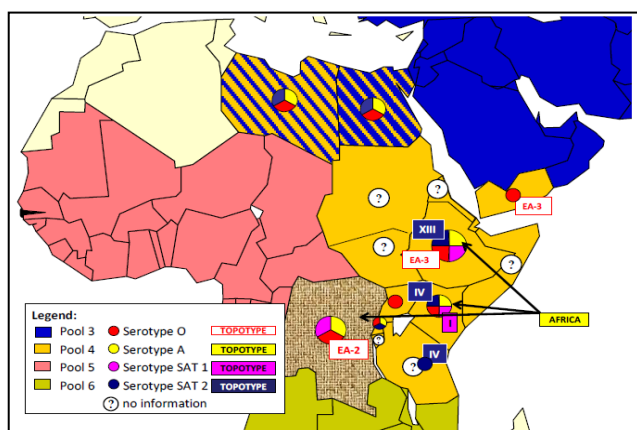 ?
?
EA-3
XIII
?
EA-3
?
IV
I
AFRICA
EA-2
?
IV
?
Legend:
Pool 3
Serotype O
TOPOTYPE
Pool 4
Serotype A
TOPOTYPE
Pool 5
Serotype SAT 1
TOPOTYPE
Pool 6
Serotype SAT 2
TOPOTYPE
? no information